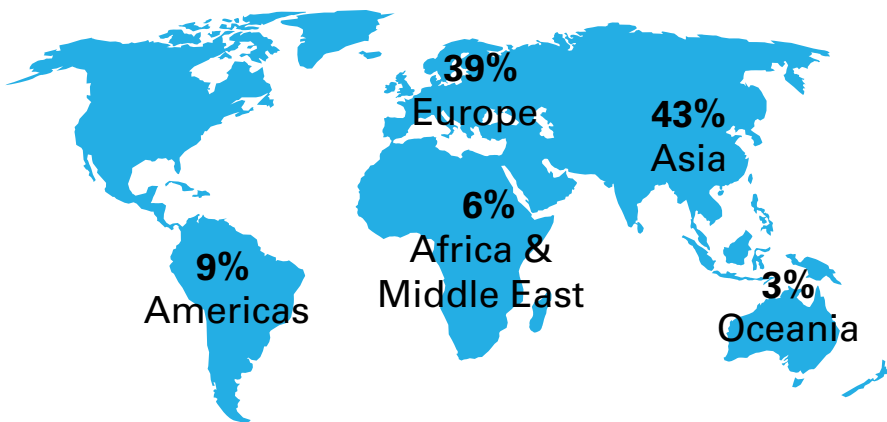 39%
Europe
43%
Asia
6%
Africa &
Middle East
9%
Americas
3%
Oceania